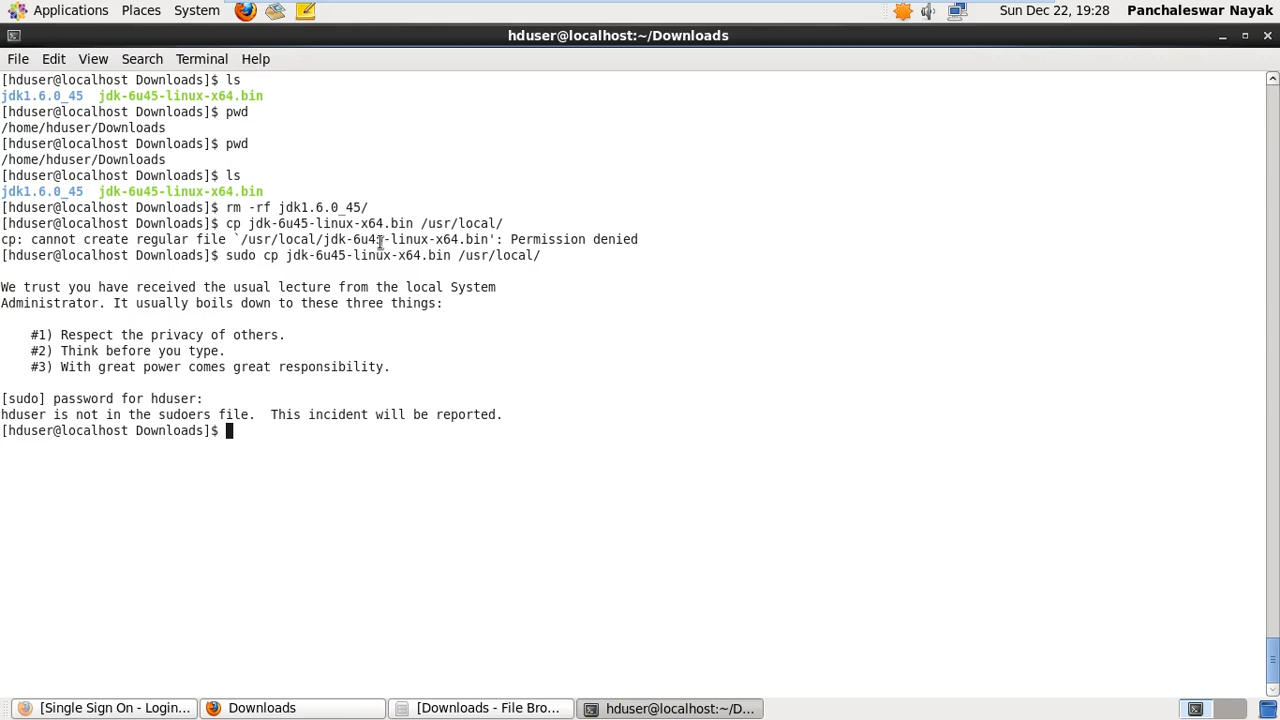 Applications Places System
Sun Dec 22, 19:28 Panchaleswar Nayak
hduser@localhost:~/Downloads
File Edit View Search Terminal Help
[hduser@localhost Downloads]$ ls
jdk1.6.0_45  jdk-6u45-linux-x64.bin
[hduser@localhost Downloads]$ pwd
/home/hduser/Downloads
[hduser@localhost Downloads]$ pwd
/home/hduser/Downloads
[hduser@localhost Downloads]$ ls
jdk1.6.0_45  jdk-6u45-linux-x64.bin
[hduser@localhost Downloads]$ rm -rf jdk1.6.0_45/
[hduser@localhost Downloads]$ cp jdk-6u45-linux-x64.bin /usr/local/
cp: cannot create regular file `/usr/local/jdk-6u45-linux-x64.bin': Permission denied
[hduser@localhost Downloads]$ sudo cp jdk-6u45-linux-x64.bin /usr/local/
We trust you have received the usual lecture from the local System
Administrator. It usually boils down to these three things:
#1) Respect the privacy of others.
#2) Think before you type.
#3) With great power comes great responsibility.
[sudo] password for hduser:
hduser is not in the sudoers file.  This incident will be reported.
[hduser@localhost Downloads]$
[Single Sign On - Login... Downloads [Downloads - File Bro... hduser@localhost:~/D...